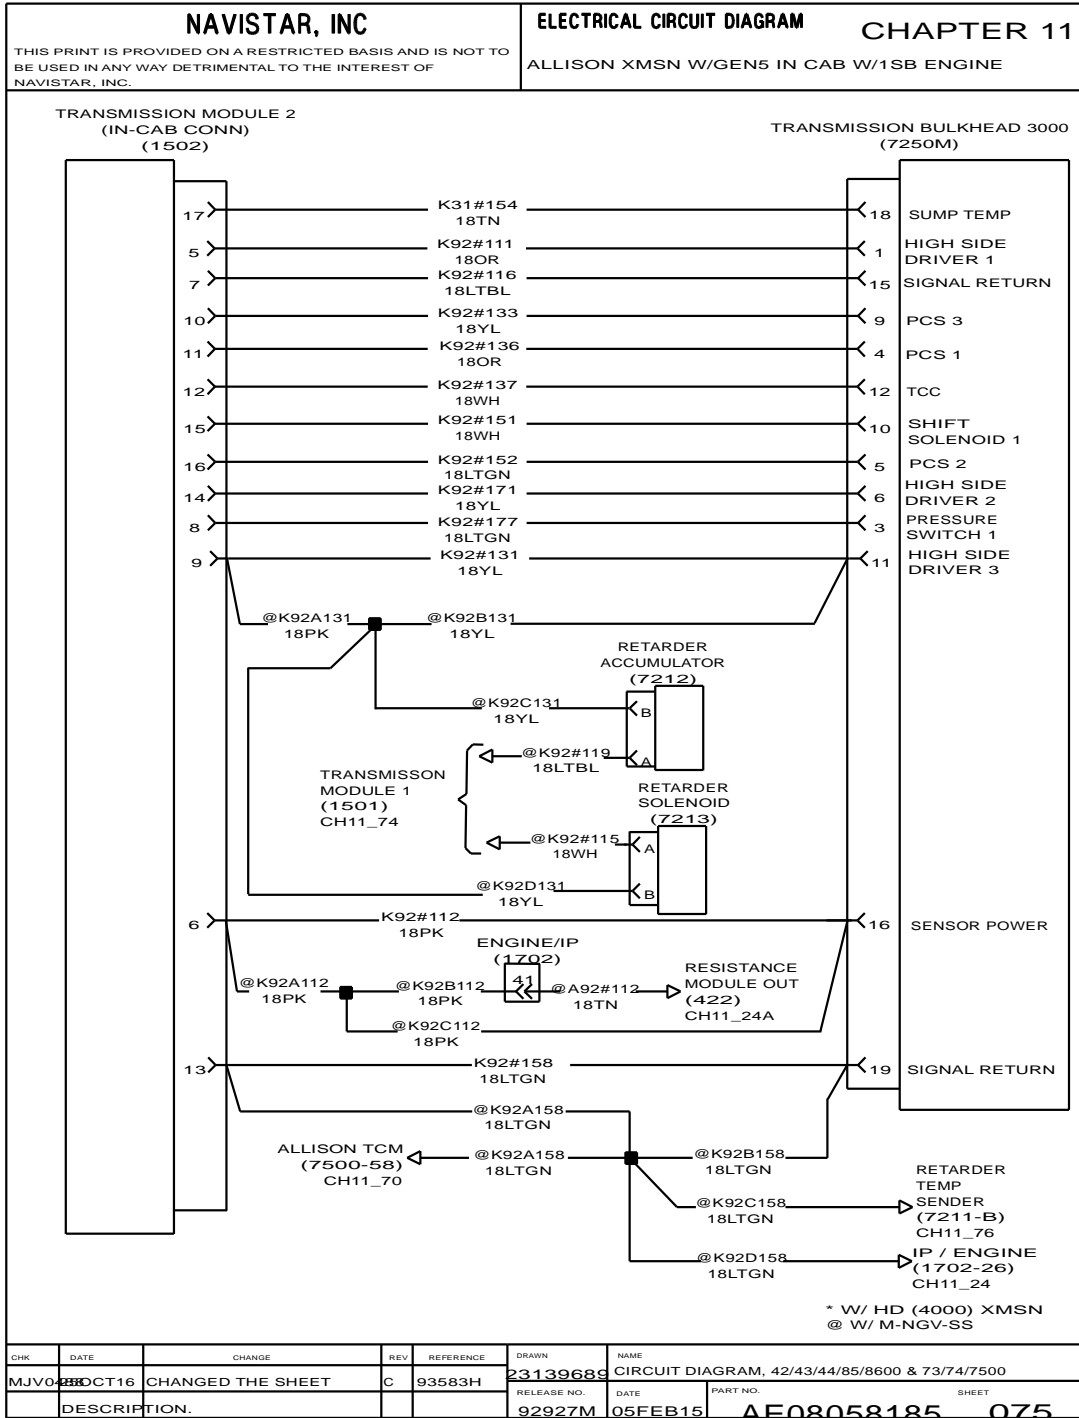 NAVISTAR, INC
THIS PRINT IS PROVIDED ON A RESTRICTED BASIS AND IS NOT TO
BE USED IN ANY WAY DETRIMENTAL TO THE INTEREST OF
NAVISTAR, INC.
ELECTRICAL CIRCUIT DIAGRAM
CHAPTER 11
ALLISON XMSN W/GEN5 IN CAB W/1SB ENGINE
TRANSMISSION MODULE 2
(IN-CAB CONN)
(1502)
TRANSMISSION BULKHEAD 3000
(7250M)
17
K31#154
18TN
18
SUMP TEMP
5
K92#111
18OR
1
HIGH SIDE
DRIVER 1
7
K92#116
18LTBL
15
SIGNAL RETURN
10
K92#133
18YL
9
PCS 3
11
K92#136
18OR
4
PCS 1
12
K92#137
18WH
12
TCC
15
K92#151
18WH
10
SHIFT
SOLENOID 1
16
K92#152
18LTGN
5
PCS 2
14
K92#171
18YL
6
HIGH SIDE
DRIVER 2
8
K92#177
18LTGN
3
PRESSURE
SWITCH 1
9
K92#131
18YL
11
HIGH SIDE
DRIVER 3
@K92A131
18PK
@K92B131
18YL
RETARDER
ACCUMULATOR
(7212)
@K92C131
18YL
B
@K92#119
18LTBL
A
TRANSMISSON
MODULE 1
(1501)
CH11_74
RETARDER
SOLENOID
(7213)
@K92#115
18WH
A
@K92D131
18YL
B
6
K92#112
18PK
16
SENSOR POWER
ENGINE/IP
(1702)
41
@K92A112
18PK
@K92B112
18PK
@A92#112
18TN
RESISTANCE
MODULE OUT
(422)
CH11_24A
@K92C112
18PK
13
K92#158
18LTGN
19
SIGNAL RETURN
@K92A158
18LTGN
ALLISON TCM
(7500-58)
CH11_70
@K92A158
18LTGN
@K92B158
18LTGN
@K92C158
18LTGN
RETARDER
TEMP
SENDER
(7211-B)
CH11_76
@K92D158
18LTGN
IP / ENGINE
(1702-26)
CH11_24
* W/ HD (4000) XMSN
@ W/ M-NGV-SS
CHK
DATE
CHANGE
REV
REFERENCE
DRAWN
NAME
CHANGED THE SHEET
C
93583H
23139689
CIRCUIT DIAGRAM, 42/43/44/85/8600 & 73/74/7500
DESCRIPTION.
RELEASE NO.
92927M
DATE
05FEB15
PART NO.
AE08058185
SHEET
075